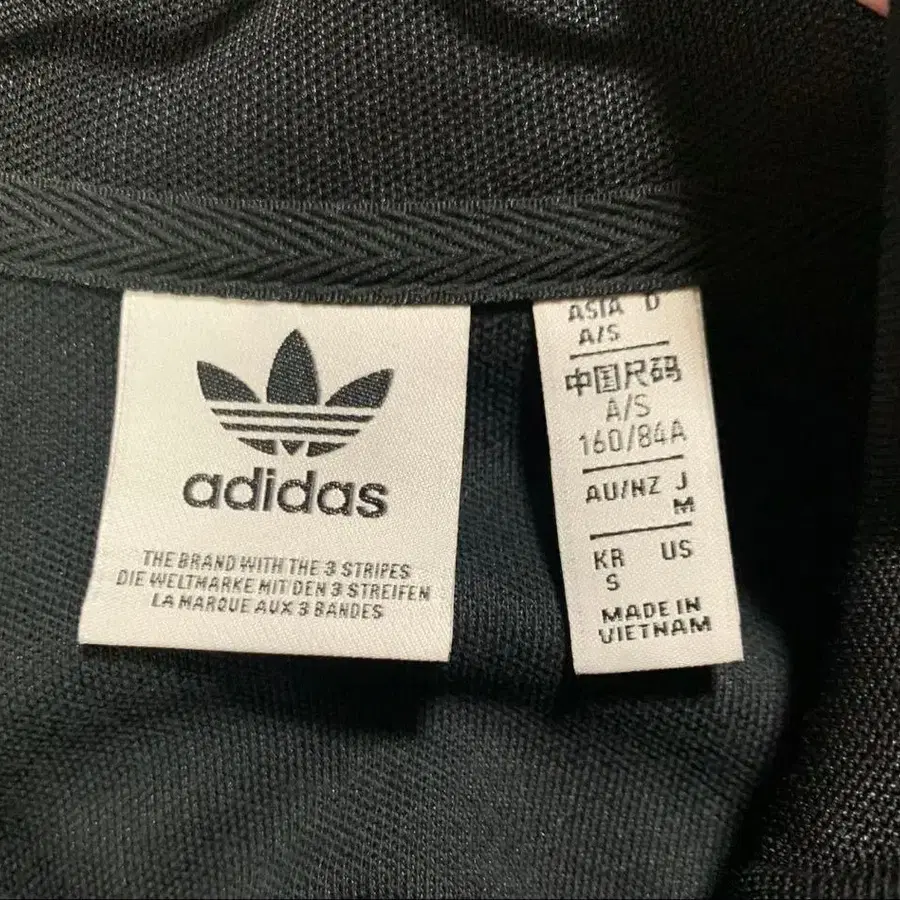 adidas
THE BRAND WITH THE 3 STRIPES
DIE WELTMARKE MIT DEN 3 STREIFEN
LA MARQUE AUX 3 BANDES
ASIA D
A/S
中国尺码
A/S
160/84A
AU/NZ J
M
KR US
S
MADE IN
VIETNAM